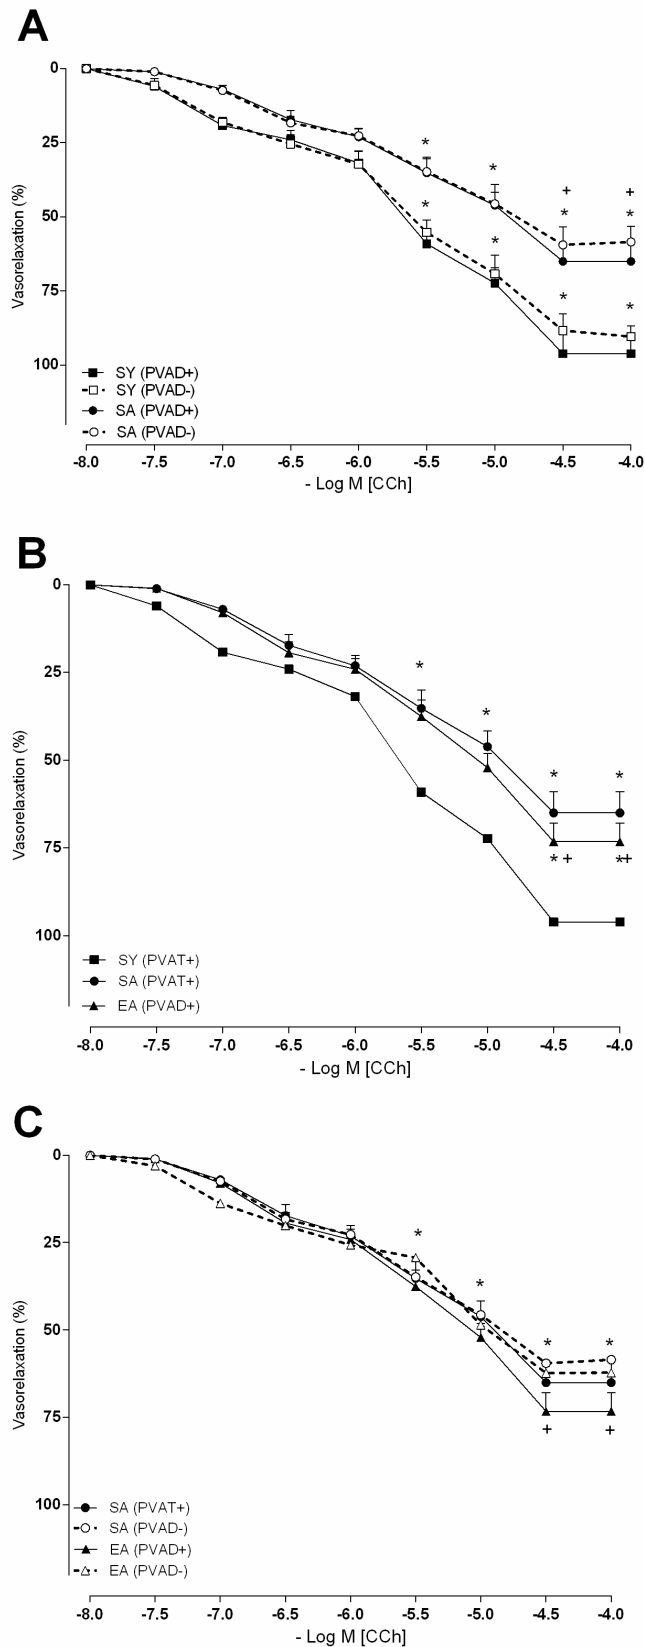 A
0
25
50
75
100
Vasorelaxation (%)
* * + * + *
* * * *
SY (PVAD+)
SY (PVAD-)
SA (PVAD+)
SA (PVAD-)
-8.0 -7.5 -7.0 -6.5 -6.0 -5.5 -5.0 -4.5 -4.0
- Log M [CCh]
B
0
25
50
75
100
Vasorelaxation (%)
* * * *
* + *+
SY (PVAT+)
SA (PVAT+)
EA (PVAD+)
-8.0 -7.5 -7.0 -6.5 -6.0 -5.5 -5.0 -4.5 -4.0
- Log M [CCh]
C
0
25
50
75
100
Vasorelaxation (%)
* * * *
+ +
SA (PVAT+)
SA (PVAD-)
EA (PVAD+)
EA (PVAD-)
-8.0 -7.5 -7.0 -6.5 -6.0 -5.5 -5.0 -4.5 -4.0
- Log M [CCh]